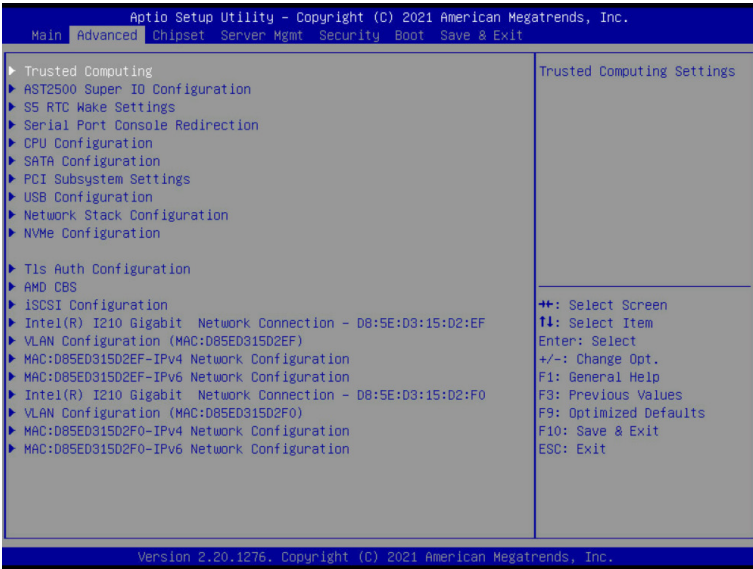 Aptio Setup Utility – Copyright (C) 2021 American Megatrends, Inc.
Main Advanced Chipset Server Mgmt Security Boot Save & Exit
Trusted Computing
AST2500 Super IO Configuration
S5 RTC Wake Settings
Serial Port Console Redirection
CPU Configuration
SATA Configuration
PCI Subsystem Settings
USB Configuration
Network Stack Configuration
NVMe Configuration
Tls Auth Configuration
AMD CBS
iSCSI Configuration
Intel(R) I210 Gigabit  Network Connection – D8:5E:D3:15:D2:EF
VLAN Configuration (MAC:D85ED315D2EF)
MAC:D85ED315D2EF–IPv4 Network Configuration
MAC:D85ED315D2EF–IPv6 Network Configuration
Intel(R) I210 Gigabit  Network Connection – D8:5E:D3:15:D2:F0
VLAN Configuration (MAC:D85ED315D2F0)
MAC:D85ED315D2F0–IPv4 Network Configuration
MAC:D85ED315D2F0–IPv6 Network Configuration
Trusted Computing Settings
→←: Select Screen
↑↓: Select Item
Enter: Select
+/-: Change Opt.
F1: General Help
F3: Previous Values
F9: Optimized Defaults
F10: Save & Exit
ESC: Exit
Version 2.20.1276. Copyright (C) 2021 American Megatrends, Inc.